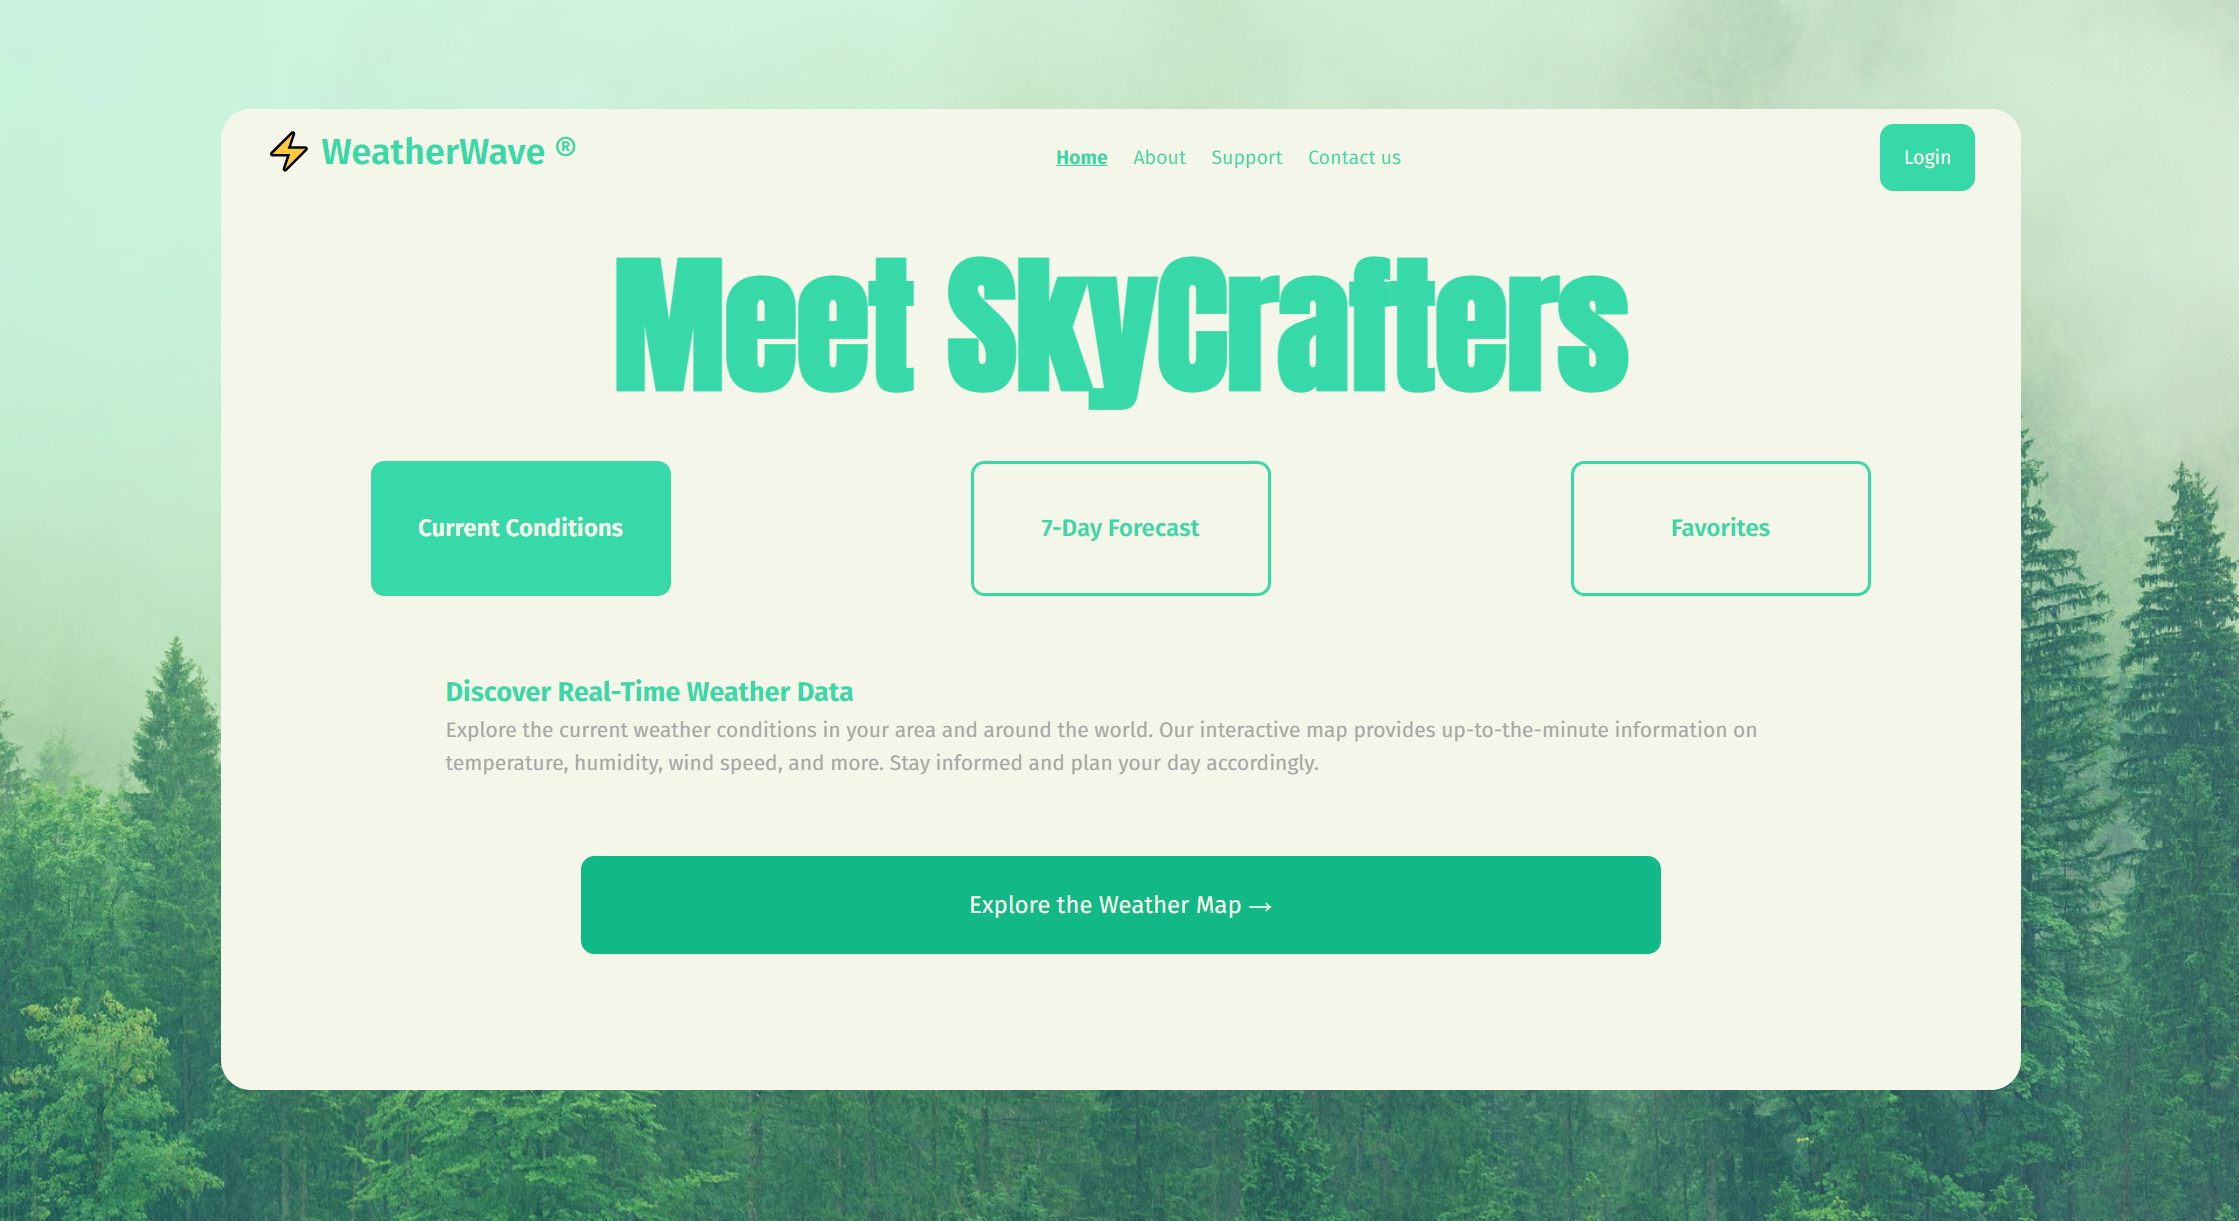 WeatherWave ®
Home About Support Contact us
Login
Meet SkyCrafters
Current Conditions
7-Day Forecast
Favorites
Discover Real-Time Weather Data
Explore the current weather conditions in your area and around the world. Our interactive map provides up-to-the-minute information on
temperature, humidity, wind speed, and more. Stay informed and plan your day accordingly.
Explore the Weather Map →